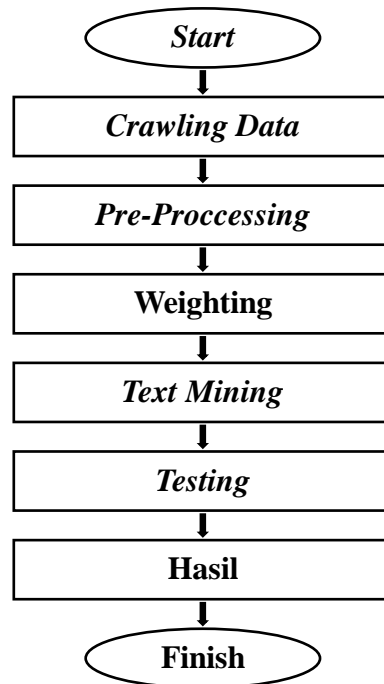 Start
Crawling Data
Pre-Proccessing
Weighting
Text Mining
Testing
Hasil
Finish